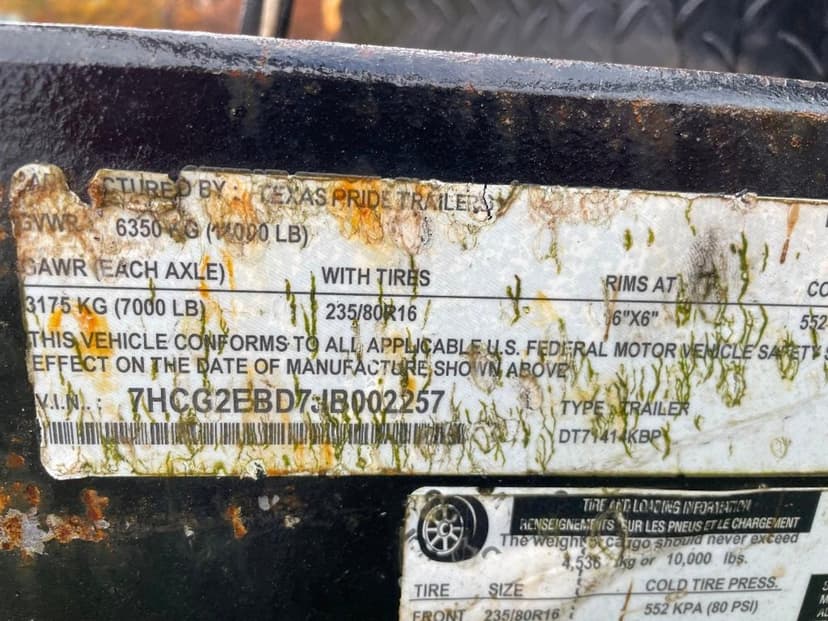 CTURED BY : TEXAS PRIDE TRAILERS
GVWR 6350 KG (14000 LB)
GAWR (EACH AXLE) WITH TIRES RIMS AT CO
3175 KG (7000 LB) 235/80R16 6"X6" 552
THIS VEHICLE CONFORMS TO ALL APPLICABLE U.S. FEDERAL MOTOR VEHICLE SAFETY S
EFFECT ON THE DATE OF MANUFACTURE SHOWN ABOVE
V.I.N.. : 7HCG2EBD7JB002257 TYPE : TRAILER
DT71414KBP
TIRE AND LOADING INFORMATION
RENSEIGNEMENTS SUR LES PNEUS ET LE CHARGEMENT
The weight of cargo should never exceed
4,536 kg or 10,000 lbs.
TIRE SIZE COLD TIRE PRESS.
FRONT 235/80R16 552 KPA (80 PSI)